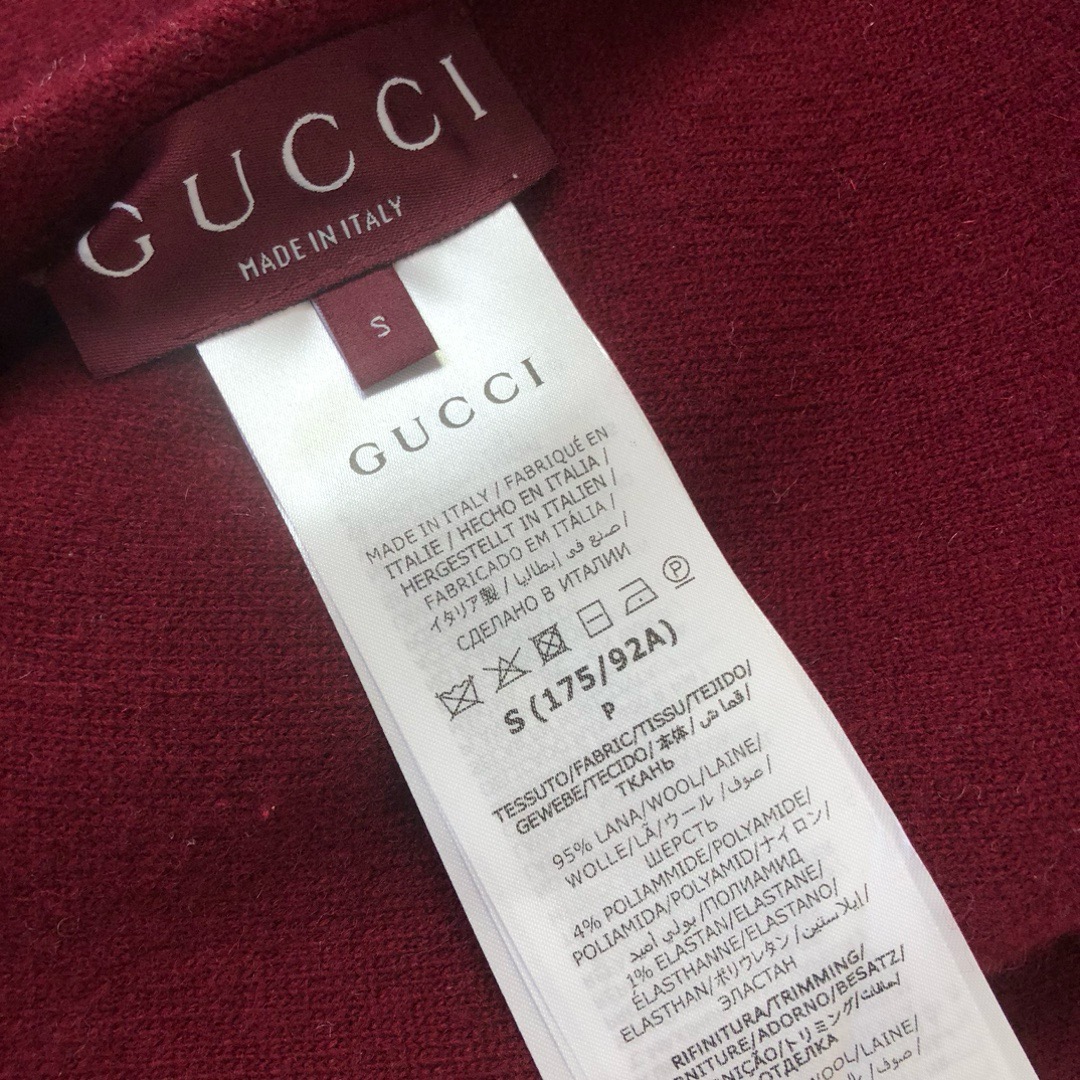 GUCCI
MADE IN ITALY
S
GUCCI
MADE IN ITALY / FABRIQUÉ EN
ITALIE / HECHO EN ITALIA /
HERGESTELLT IN ITALIEN /
FABRICADO EM ITALIA /
イタリア製 / صنع في إيطاليا /
СДЕЛАНО В ИТАЛИИ
P
S (175/92A)
P
TESSUTO/FABRIC/TISSU/TEJIDO/
GEWEBE/TECIDO/本体/قماش/
ТКАНЬ
95% LANA/WOOL/LAINE/
WOLLE/LÃ/ウール/صوف/
ШЕРСТЬ
4% POLIAMMIDE/POLYAMIDE/
POLIAMIDA/POLYAMID/ナイロン/
بولي أميد/ПОЛИАМИД
1% ELASTAN/ELASTANE/
ÉLASTHANNE/ELASTANO/
ELASTHAN/ポリウレタン/إيلاستين/
ЭЛАСТАН
RIFINITURA/TRIMMING/
RNITURE/ADORNO/BESATZ/
NIÇÃO/トリミング/
ОТДЕЛКА
WOOL/LAINE/
صوف/